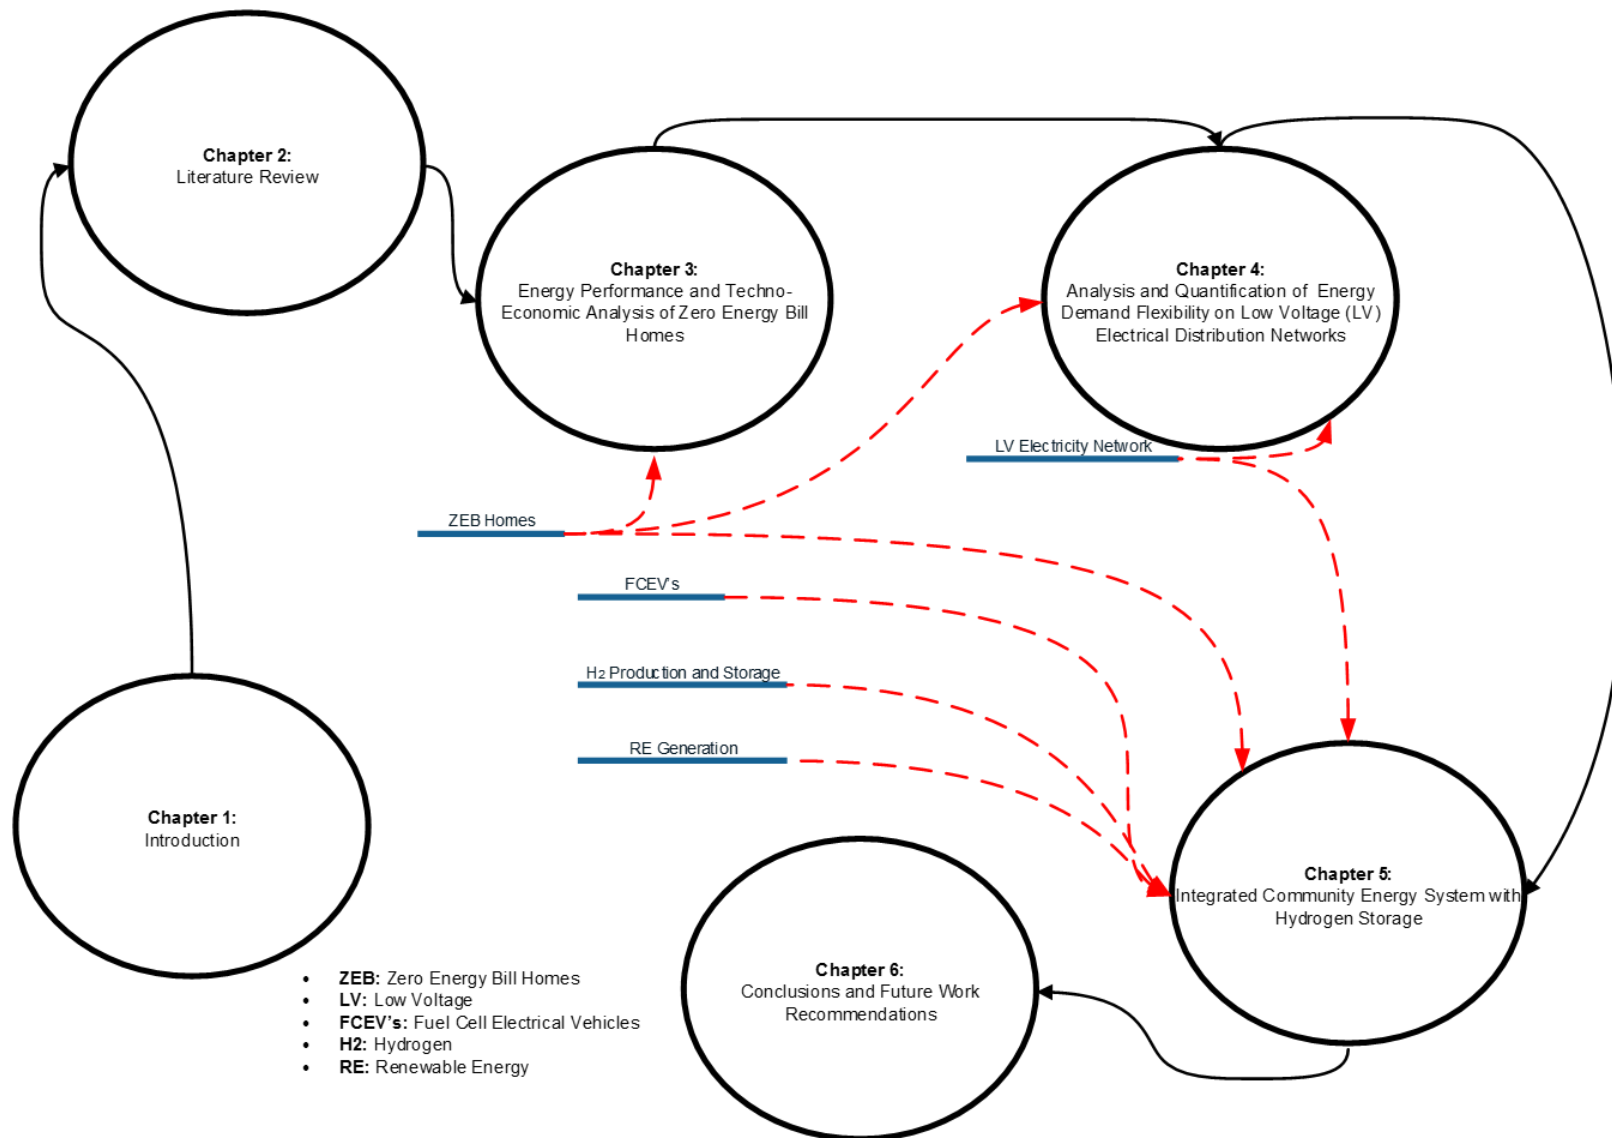 Chapter 2:
Literature Review
Chapter 3:
Energy Performance and Techno-
Economic Analysis of Zero Energy Bill
Homes
Chapter 4:
Analysis and Quantification of Energy
Demand Flexibility on Low Voltage (LV)
Electrical Distribution Networks
LV Electricity Network
ZEB Homes
FCEV's
H2 Production and Storage
RE Generation
Chapter 1:
Introduction
Chapter 5:
Integrated Community Energy System with
Hydrogen Storage
Chapter 6:
Conclusions and Future Work
Recommendations
• ZEB: Zero Energy Bill Homes
• LV: Low Voltage
• FCEV's: Fuel Cell Electrical Vehicles
• H2: Hydrogen
• RE: Renewable Energy